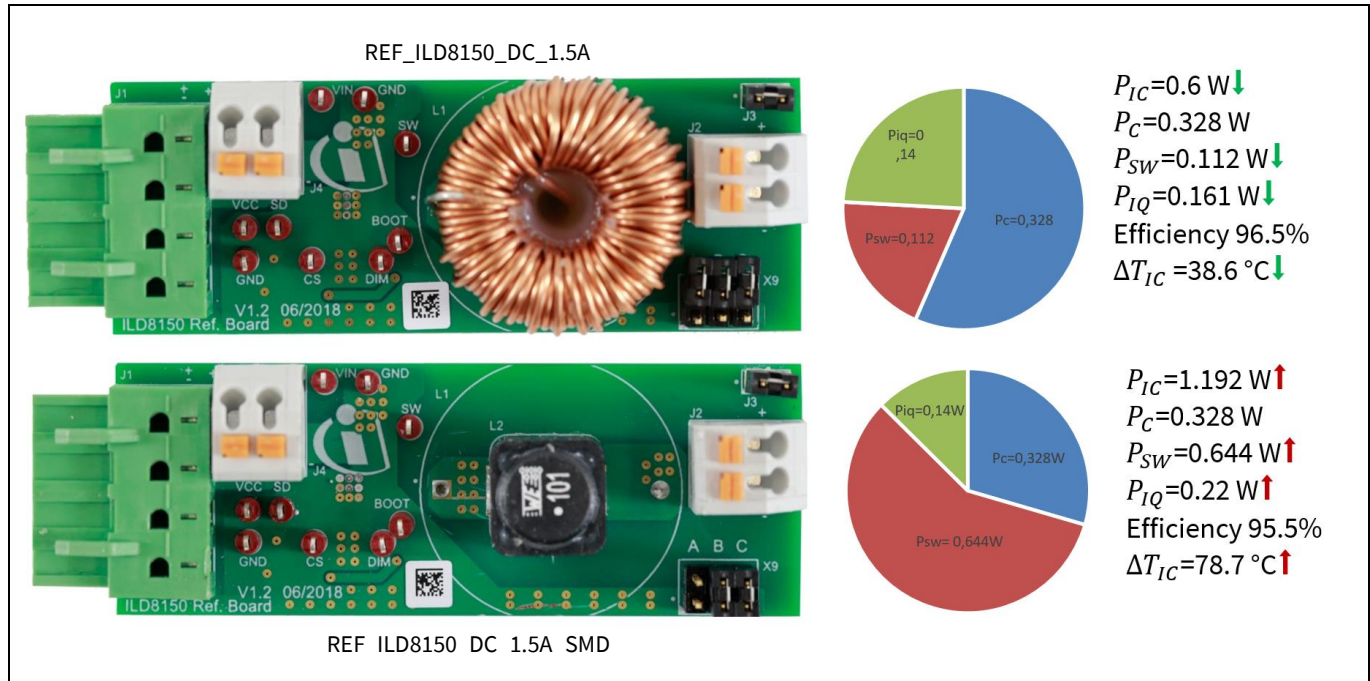 REF_ILD8150_DC_1.5A
J1
+
-
+
VIN
GND
L1
SW
J3
J2
+
J4
VCC SD
BOOT
GND
CS
DIM
X9
V1.2 06/2018
ILD8150 Ref. Board
Piq=0
,14
Pc=0,328
Psw=0,112
P_IC=0.6 W↓
P_C=0.328 W
P_SW=0.112 W↓
P_IQ=0.161 W↓
Efficiency 96.5%
ΔT_IC =38.6 °C↓
J1
+
-
+
VIN
GND
L1
SW
L2
101
J3
J2
+
J4
VCC SD
BOOT
GND
CS
DIM
A B C
X9
V1.2 06/2018
ILD8150 Ref. Board
REF ILD8150 DC 1.5A SMD
Piq=0,14W
Pc=0,328W
Psw= 0,644W
P_IC=1.192 W↑
P_C=0.328 W
P_SW=0.644 W↑
P_IQ=0.22 W↑
Efficiency 95.5%
ΔT_IC=78.7 °C↑